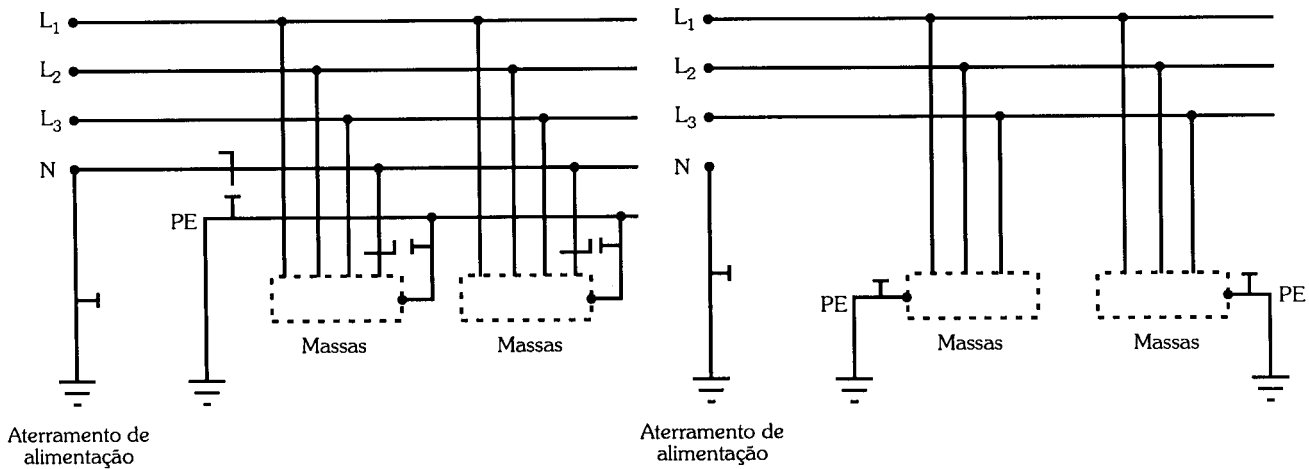 L1
L2
L3
N
PE
Massas
Massas
Aterramento de
alimentação
L1
L2
L3
N
PE
PE
Massas
Massas
Aterramento de
alimentação